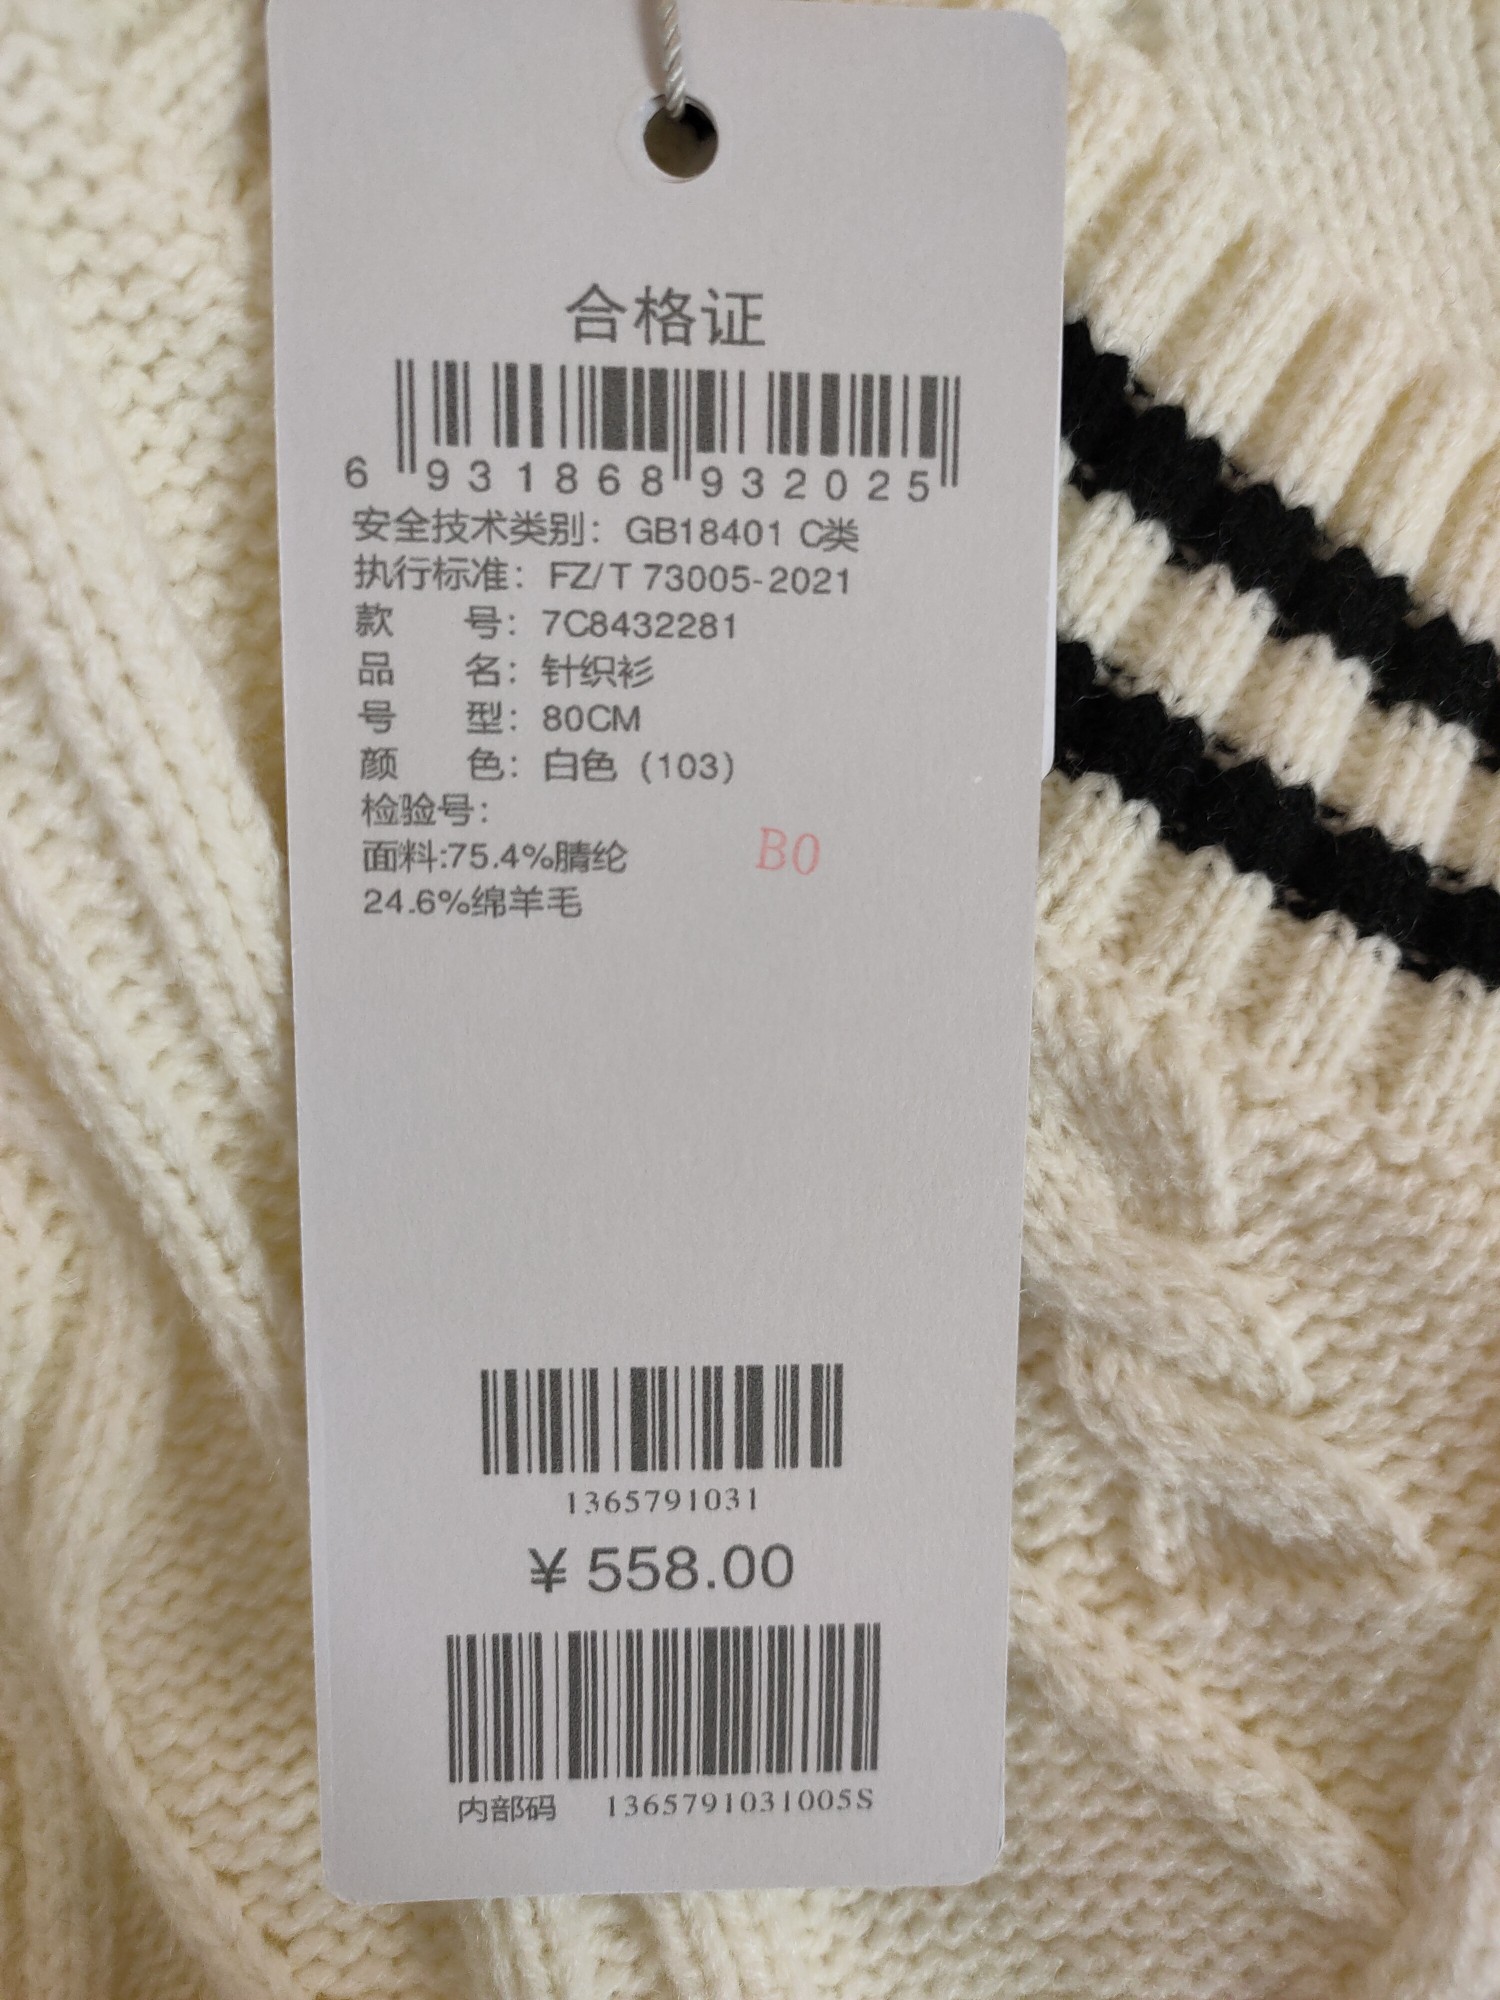 合格证
6 931868 932025
安全技术类别：GB18401 C类
执行标准：FZ/T 73005-2021
款 号：7C8432281
品 名：针织衫
号 型：80CM
颜 色：白色（103）
检验号：
B0
面料:75.4%腈纶
24.6%绵羊毛
1365791031
¥ 558.00
内部码 1365791031005S